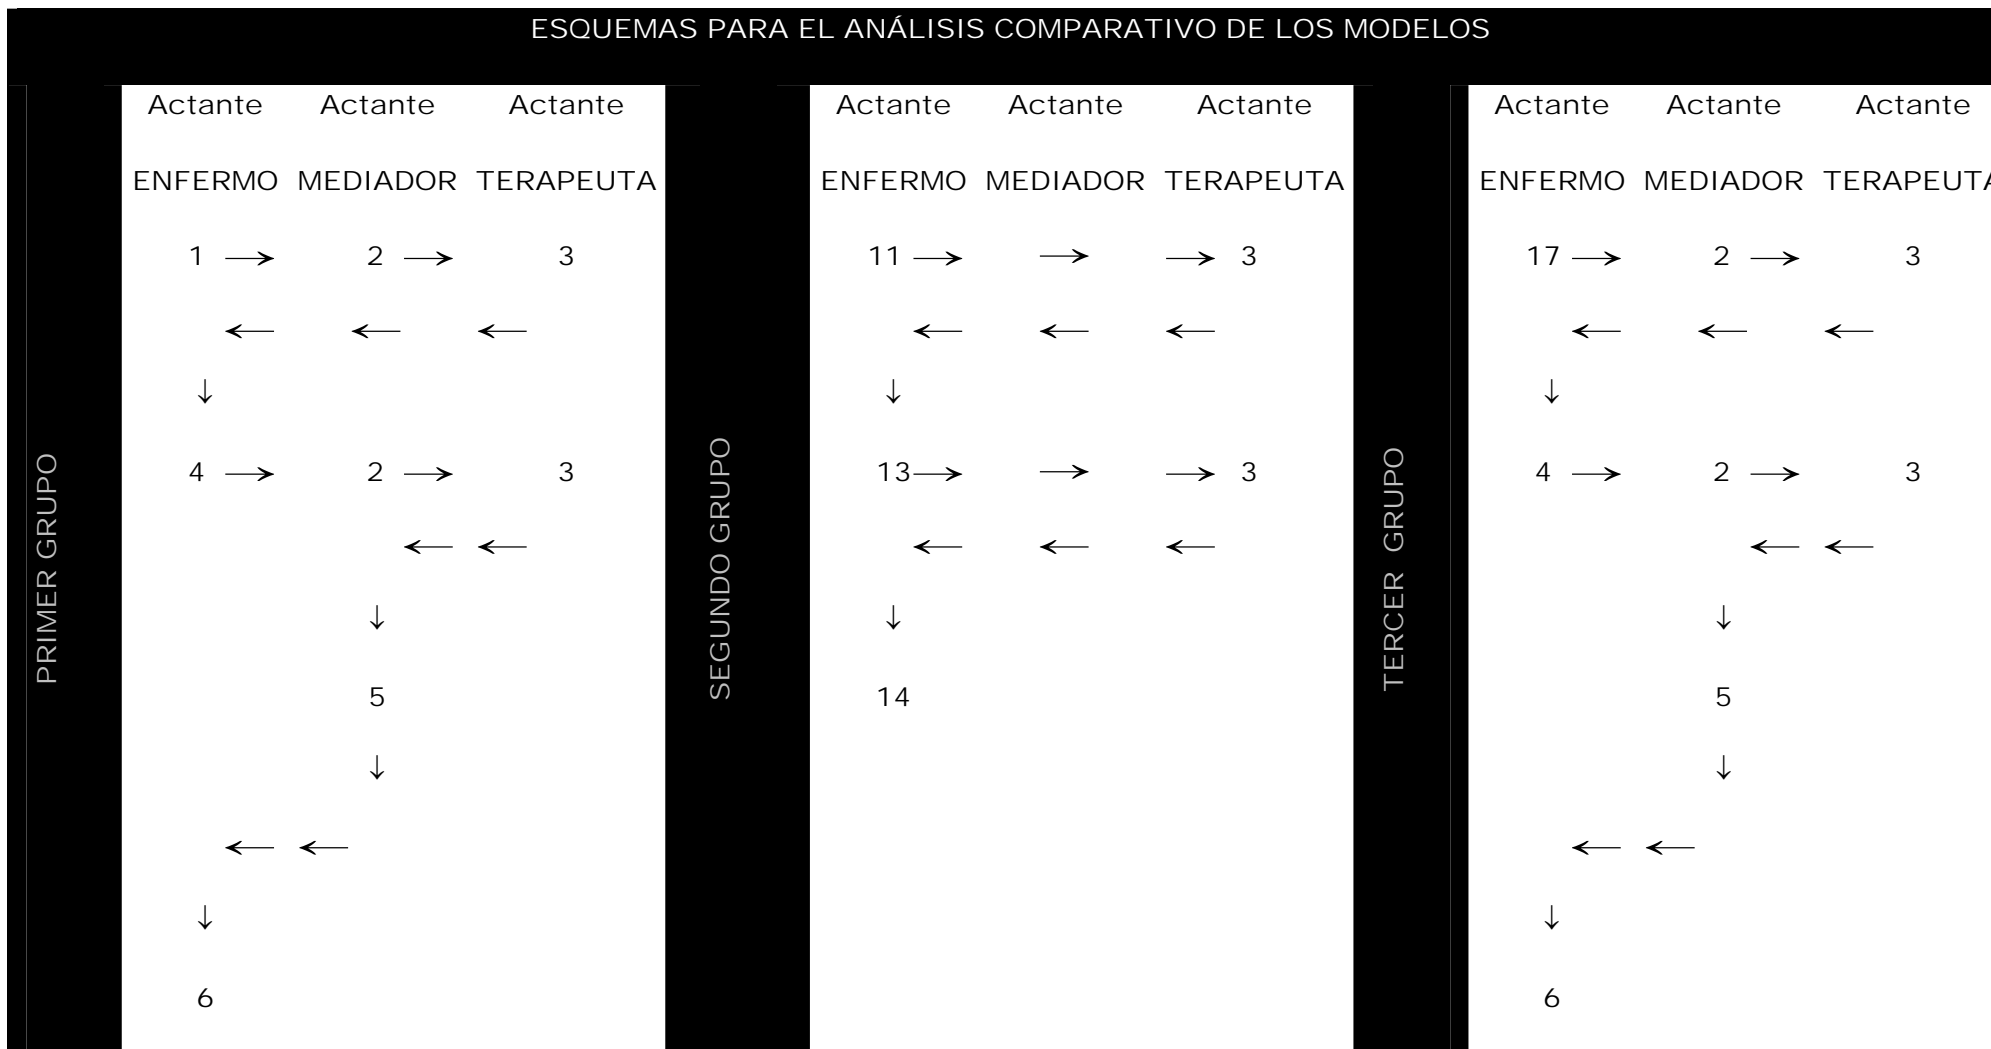 ESQUEMAS PARA EL ANÁLISIS COMPARATIVO DE LOS MODELOS
PRIMER GRUPO
Actante Actante Actante
ENFERMO MEDIADOR TERAPEUTA
1 → 2 → 3
← ← ←
↓
4 → 2 → 3
← ←
↓
5
↓
← ←
↓
6
SEGUNDO GRUPO
Actante Actante Actante
ENFERMO MEDIADOR TERAPEUTA
11 → → → 3
← ← ←
↓
13 → → → 3
← ← ←
↓
14
TERCER GRUPO
Actante Actante Actante
ENFERMO MEDIADOR TERAPEUTA
17 → 2 → 3
← ← ←
↓
4 → 2 → 3
← ←
↓
5
↓
← ←
↓
6